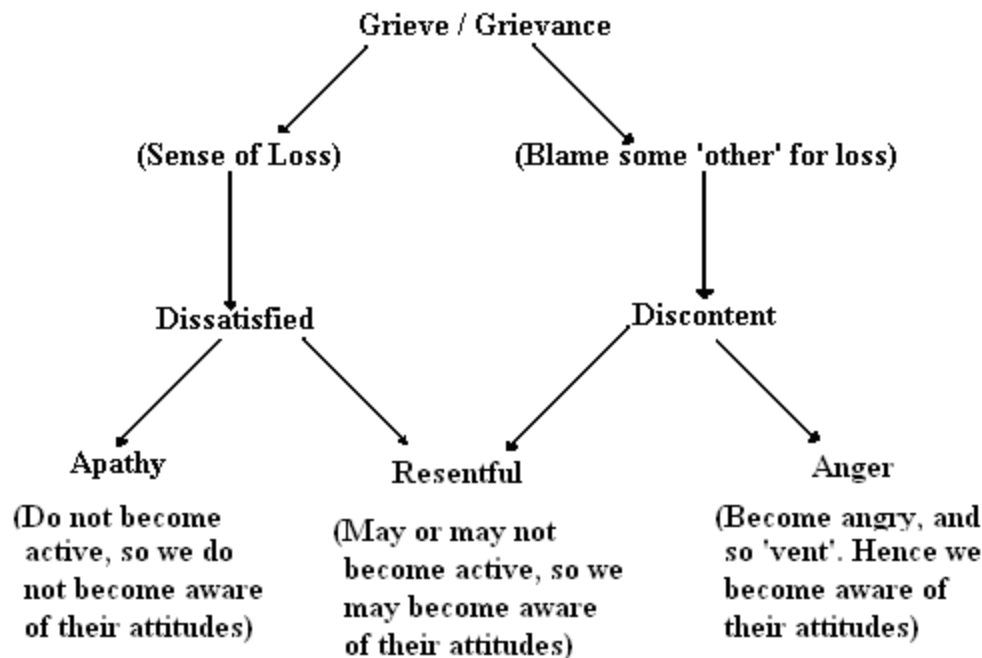 Grieve / Grievance
(Sense of Loss)
(Blame some 'other' for loss)
Dissatisfied
Discontent
Apathy
(Do not become
active, so we do
not become aware
of their attitudes)
Resentful
(May or may not
become active, so we
may become aware
of their attitudes)
Anger
(Become angry, and
so 'vent'. Hence we
become aware of
their attitudes)